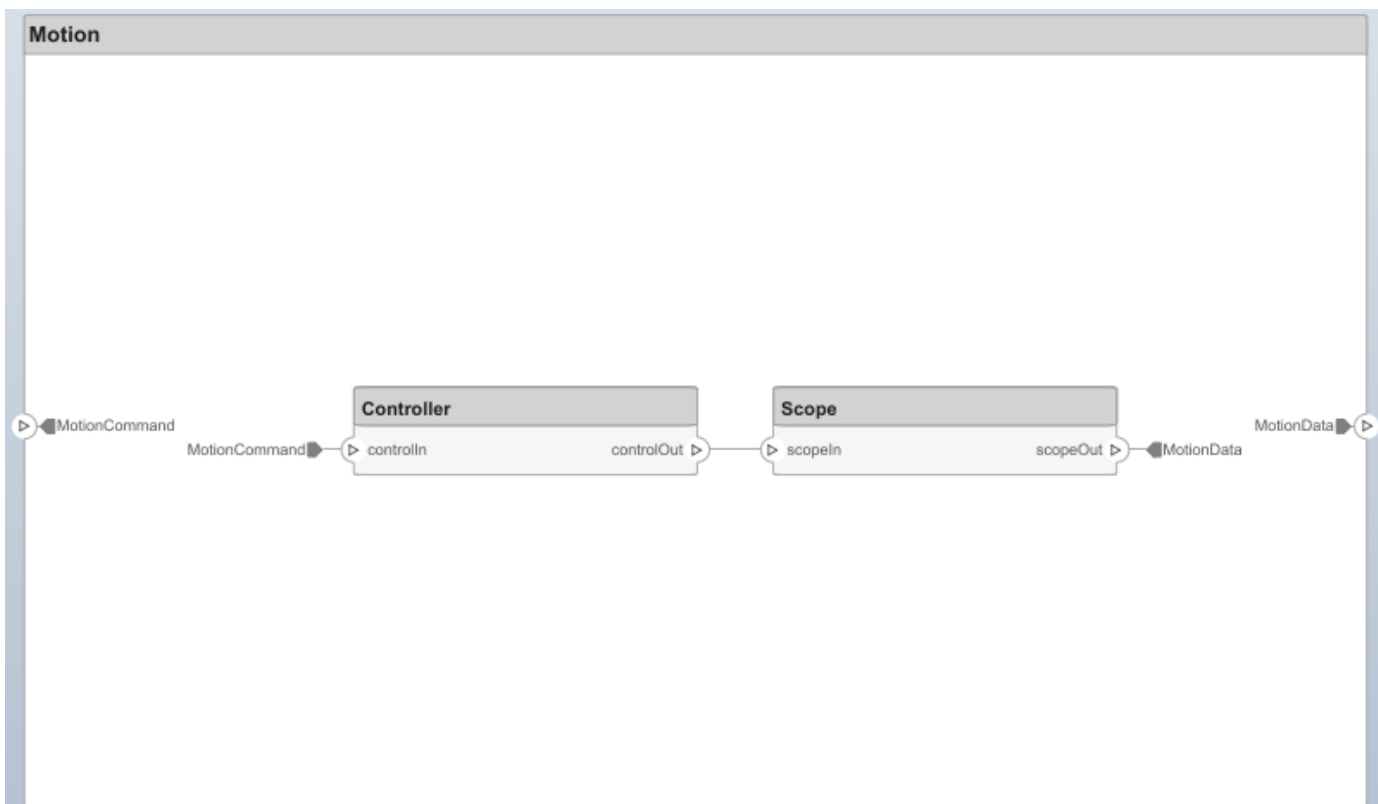 Motion
MotionCommand
MotionData
Controller
Scope
MotionCommand
controlIn
controlOut
scopeIn
scopeOut
MotionData